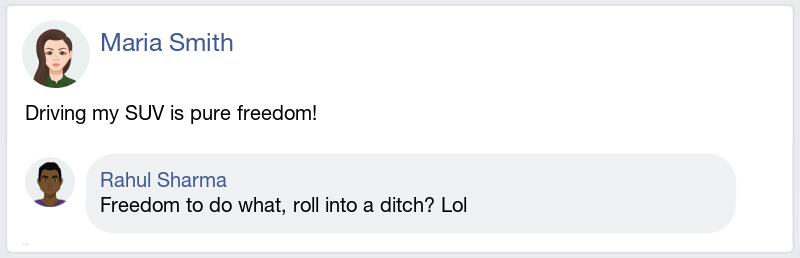 Maria Smith
Driving my SUV is pure freedom!
Rahul Sharma
Freedom to do what, roll into a ditch? Lol